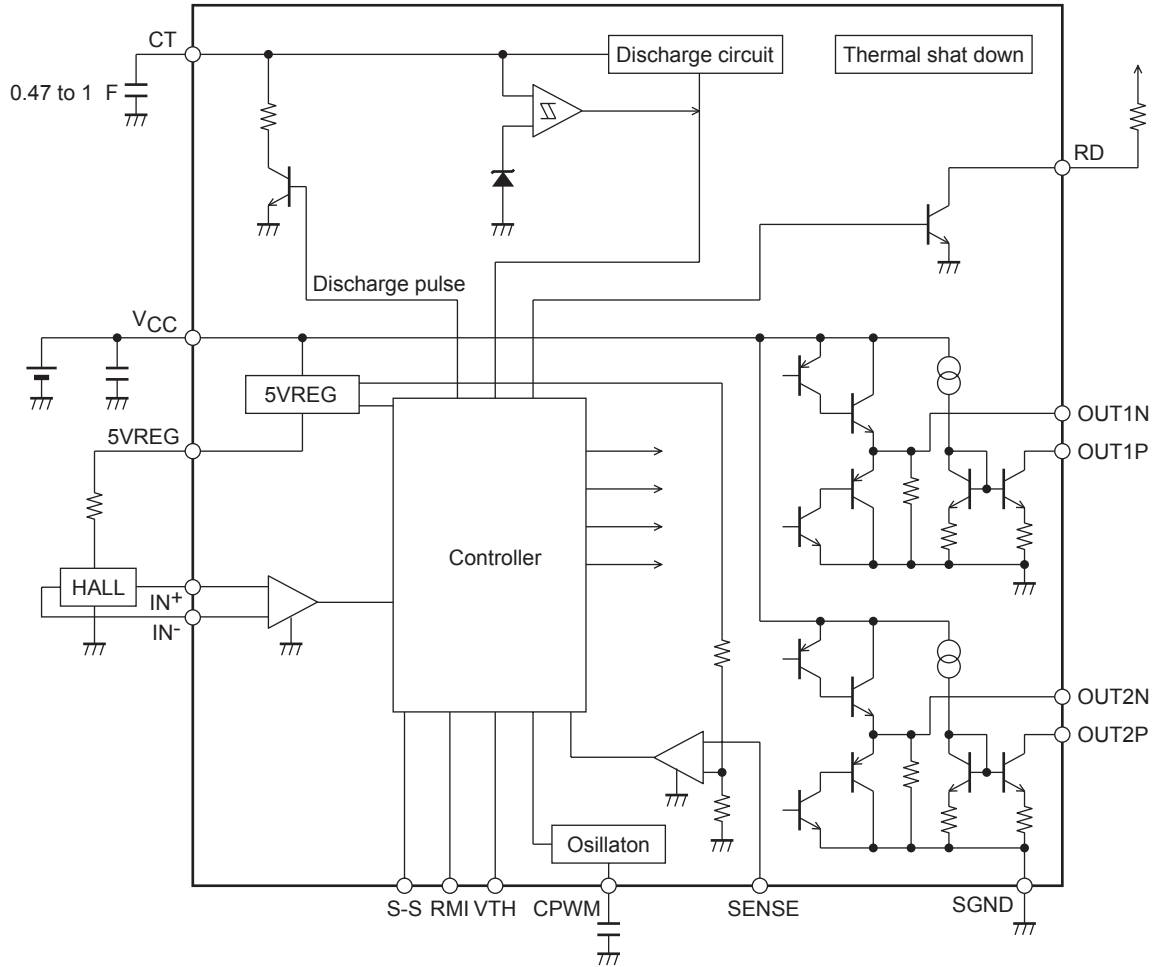 CT
Discharge circuit
Thermal shat down
0.47 to 1 F
RD
Discharge pulse
VCC
5VREG
OUT1N
5VREG
OUT1P
Controller
HALL
IN+
IN-
OUT2N
OUT2P
Osillaton
S-S
RMI
VTH
CPWM
SENSE
SGND